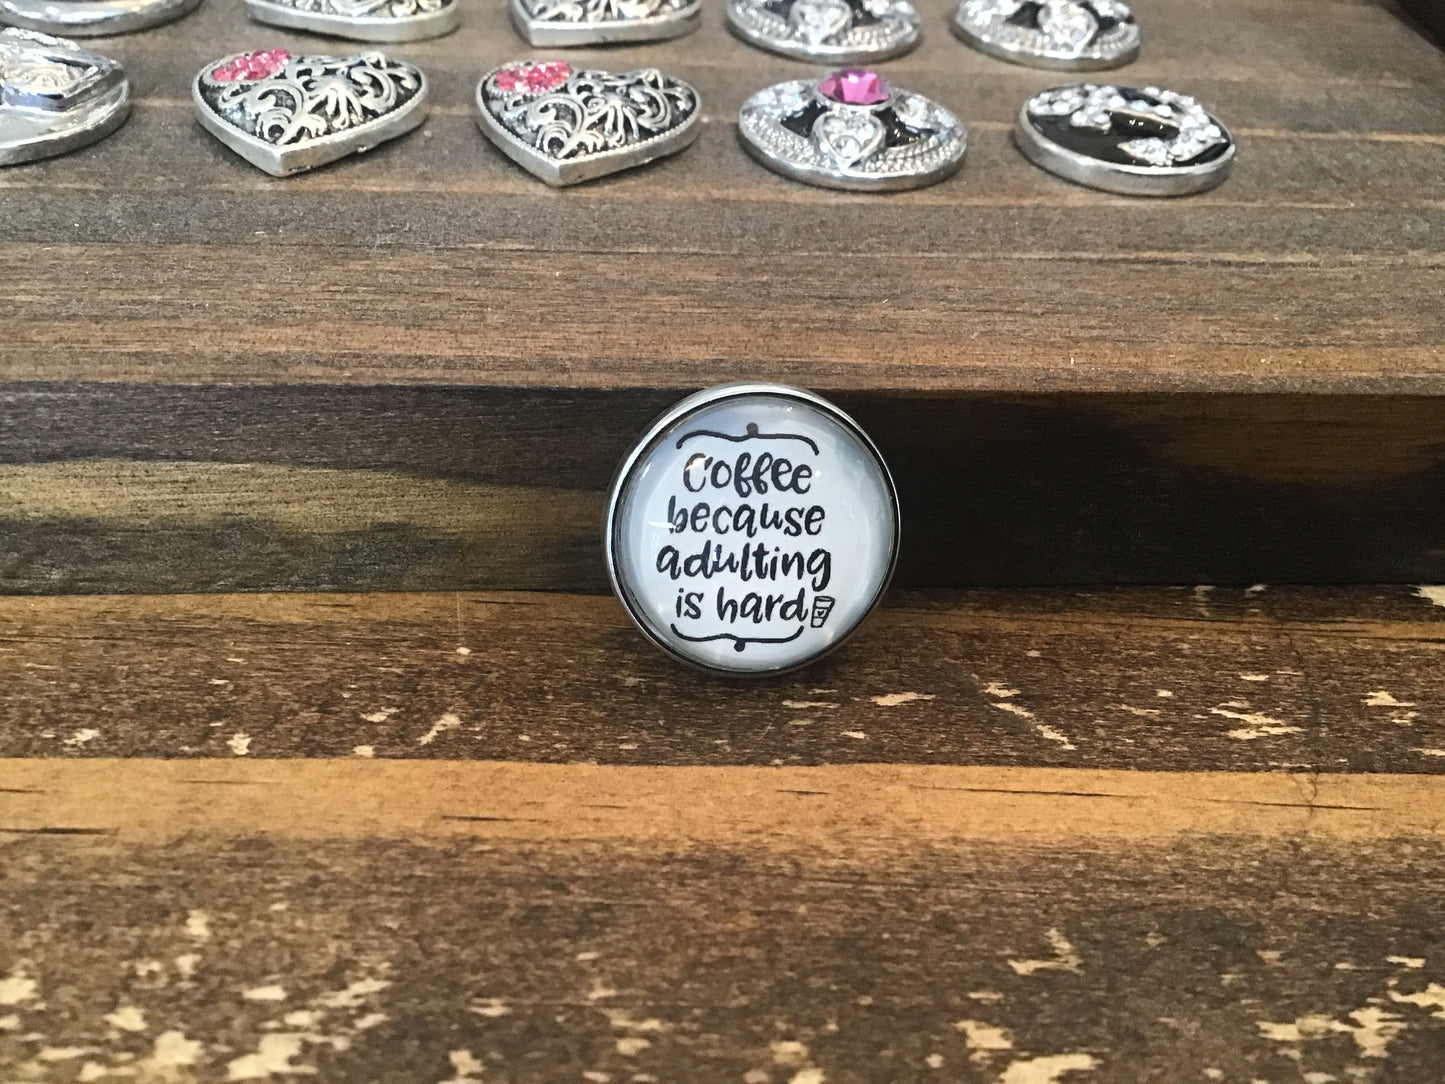 Coffee
because
adulting
is hard